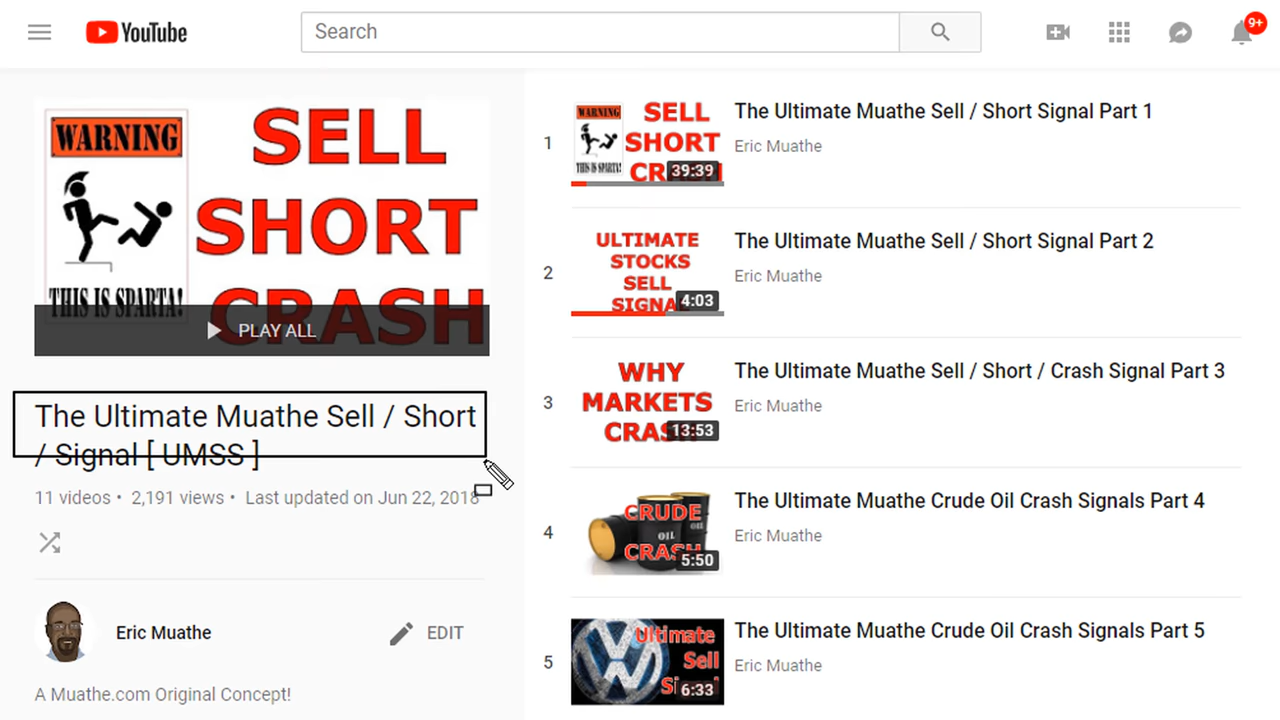 YouTube
Search
9+
WARNING
THIS IS SPARTA!
SELL
SHORT
CRASH
PLAY ALL
The Ultimate Muathe Sell / Short
/ Signal [ UMSS ]
11 videos • 2,191 views • Last updated on Jun 22, 2018
Eric Muathe
EDIT
A Muathe.com Original Concept!
1
WARNING
THIS IS SPARTA!
SELL
SHORT
39:39
The Ultimate Muathe Sell / Short Signal Part 1
Eric Muathe
2
ULTIMATE
STOCKS
SELL
4:03
The Ultimate Muathe Sell / Short Signal Part 2
Eric Muathe
3
WHY
MARKETS
13:53
The Ultimate Muathe Sell / Short / Crash Signal Part 3
Eric Muathe
4
CRUDE
OIL
OIL
CRASH
5:50
The Ultimate Muathe Crude Oil Crash Signals Part 4
Eric Muathe
5
Ultimate
Sell
6:33
The Ultimate Muathe Crude Oil Crash Signals Part 5
Eric Muathe